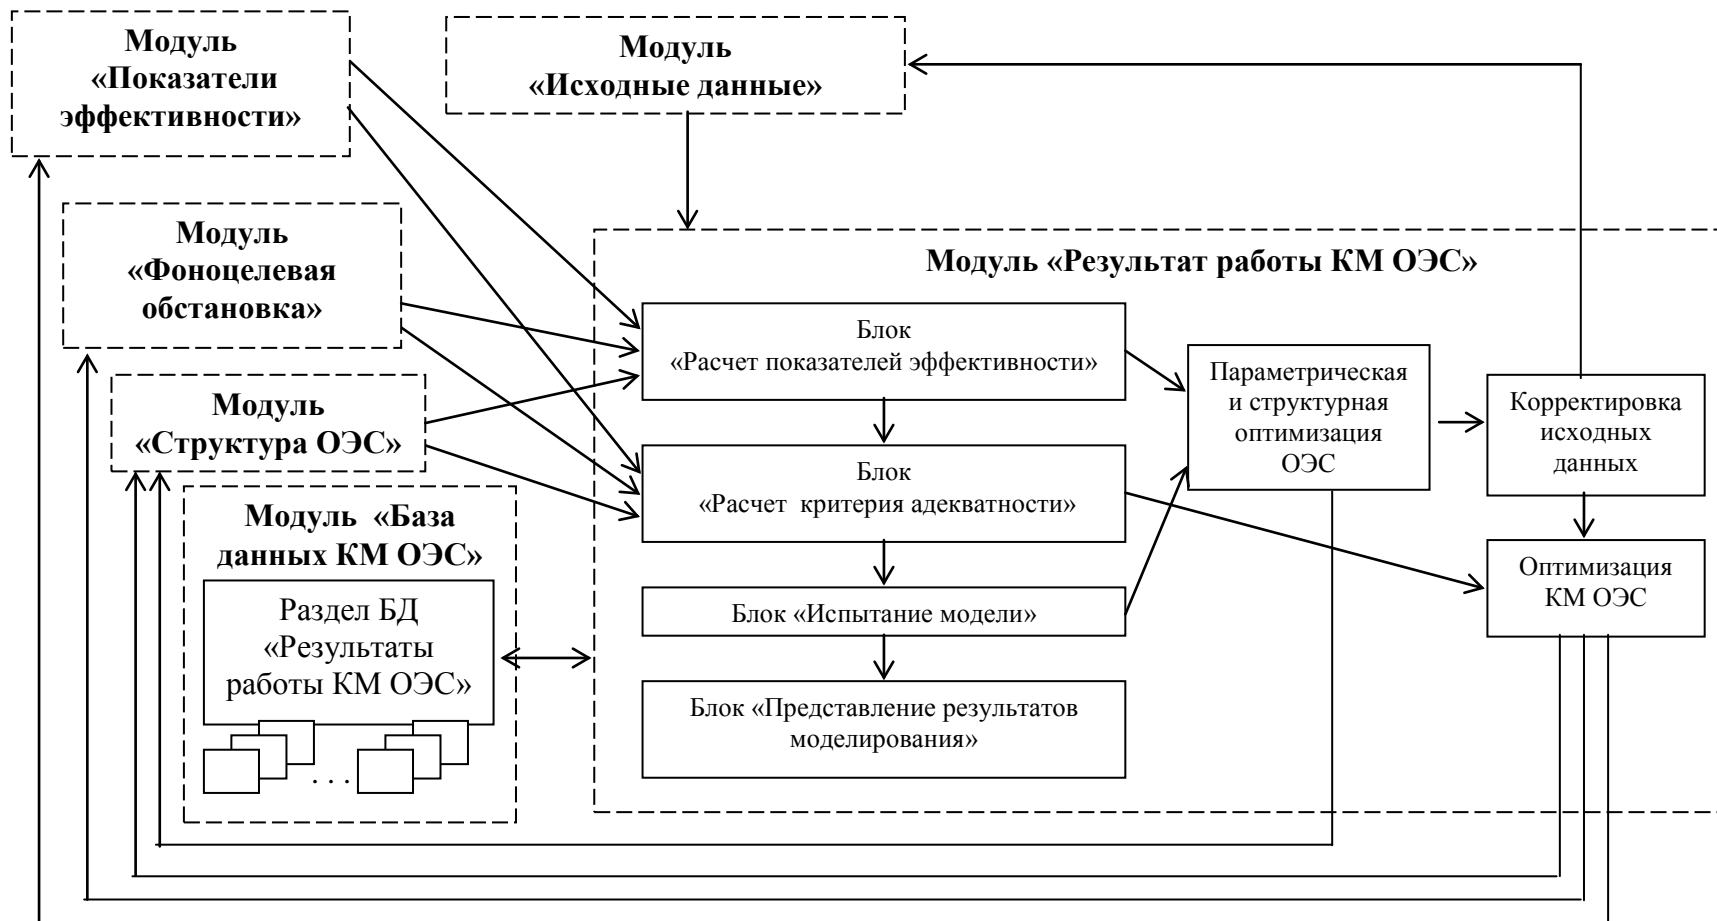 Модуль
«Показатели
эффективности»
Модуль
«Исходные данные»
Модуль
«Фоноцелевая
обстановка»
Модуль «Результат работы КМ ОЭС»
Блок
«Расчет показателей эффективности»
Параметрическая
и структурная
оптимизация
ОЭС
Корректировка
исходных
данных
Модуль
«Структура ОЭС»
Блок
«Расчет критерия адекватности»
Модуль «База
данных КМ ОЭС»
Оптимизация
КМ ОЭС
Раздел БД
«Результаты
работы КМ ОЭС»
Блок «Испытание модели»
Блок «Представление результатов
моделирования»
. . .